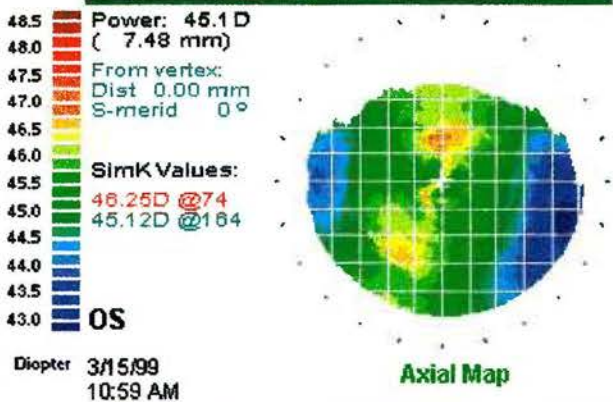 48.5
48.0
47.5
47.0
46.5
46.0
45.5
45.0
44.5
44.0
43.5
43.0
Diopter
Power: 45.1 D
( 7.48 mm)
From vertex:
Dist 0.00 mm
S-merid 0°
SimK Values:
46.25D @74
45.12D @164
OS
3/15/99
10:59 AM
Axial Map